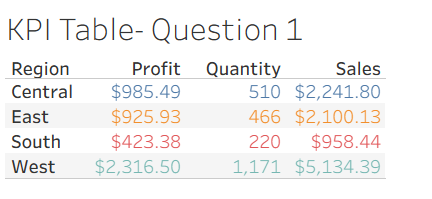 KPI Table- Question 1
Region Profit Quantity Sales
Central $985.49 510 $2,241.80
East $925.93 466 $2,100.13
South $423.38 220 $958.44
West $2,316.50 1,171 $5,134.39